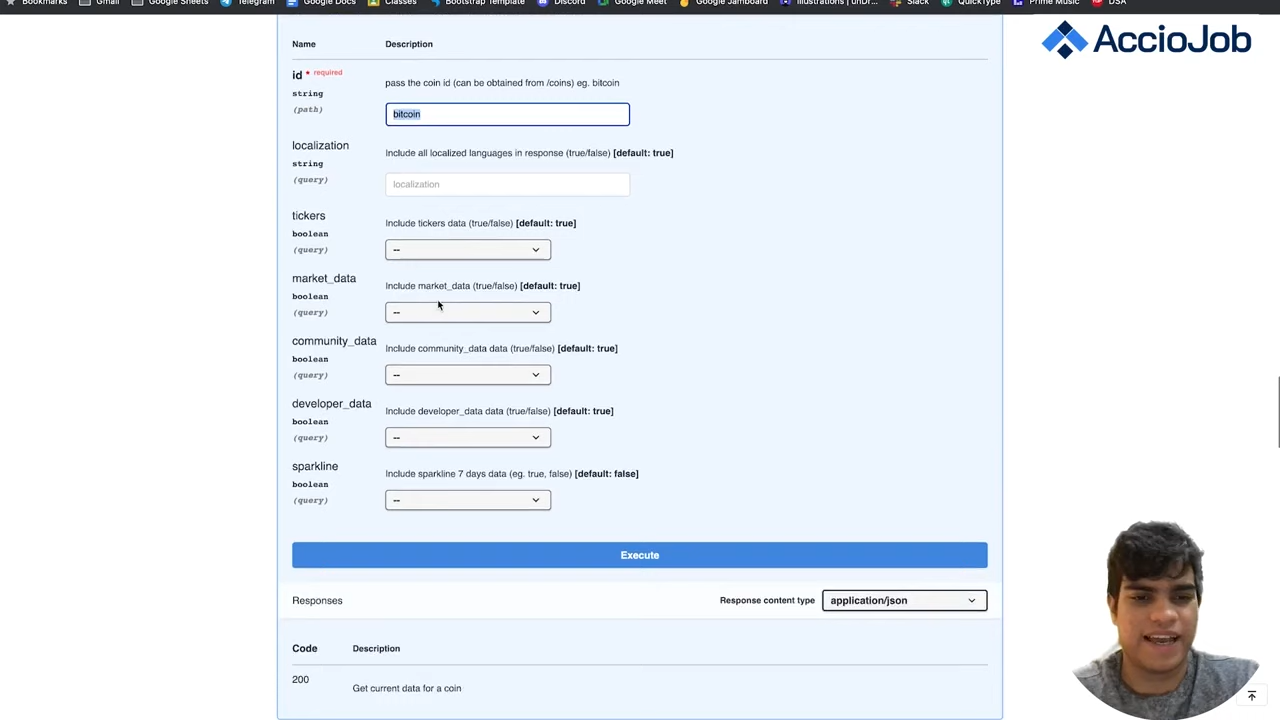 Bookmarks Gmail Google Sheets Telegram Google Docs Classes Bootstrap Template Discord Google Meet Google Jamboard Illustrations | unDr... Slack QuickType Prime Music DSA
AccioJob
Name Description
id * required
string
(path)
pass the coin id (can be obtained from /coins) eg. bitcoin
bitcoin
localization
string
(query)
Include all localized languages in response (true/false) [default: true]
localization
tickers
boolean
(query)
Include tickers data (true/false) [default: true]
--
market_data
boolean
(query)
Include market_data (true/false) [default: true]
--
community_data
boolean
(query)
Include community_data data (true/false) [default: true]
--
developer_data
boolean
(query)
Include developer_data data (true/false) [default: true]
--
sparkline
boolean
(query)
Include sparkline 7 days data (eg. true, false) [default: false]
--
Execute
Responses Response content type application/json
Code Description
200 Get current data for a coin